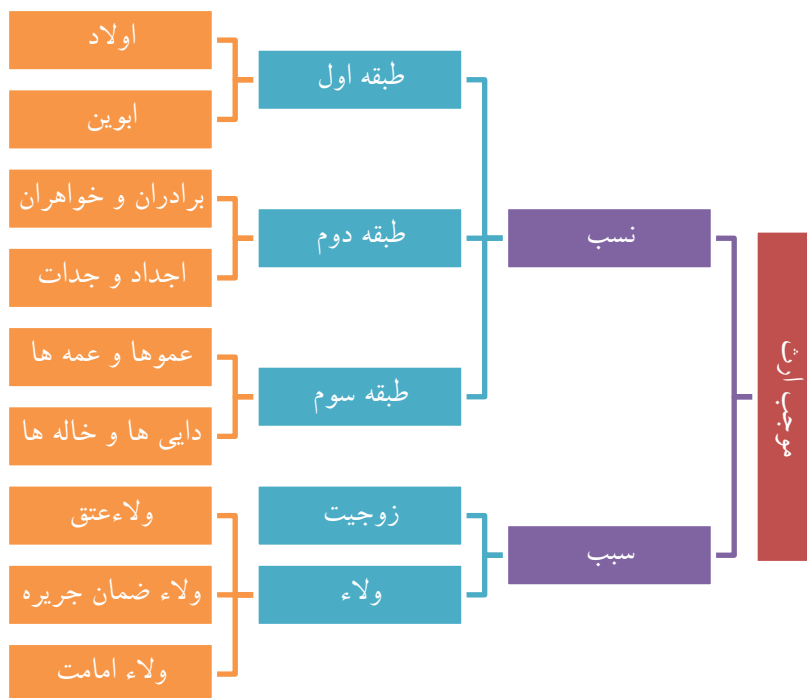 موجب ارث
نسب
طبقه اول
اولاد
ابوین
طبقه دوم
برادران و خواهران
اجداد و جدات
طبقه سوم
عموها و عمه ها
دایی ها و خاله ها
سبب
زوجیت
ولاء
ولاءعتق
ولاء ضمان جریره
ولاء امامت